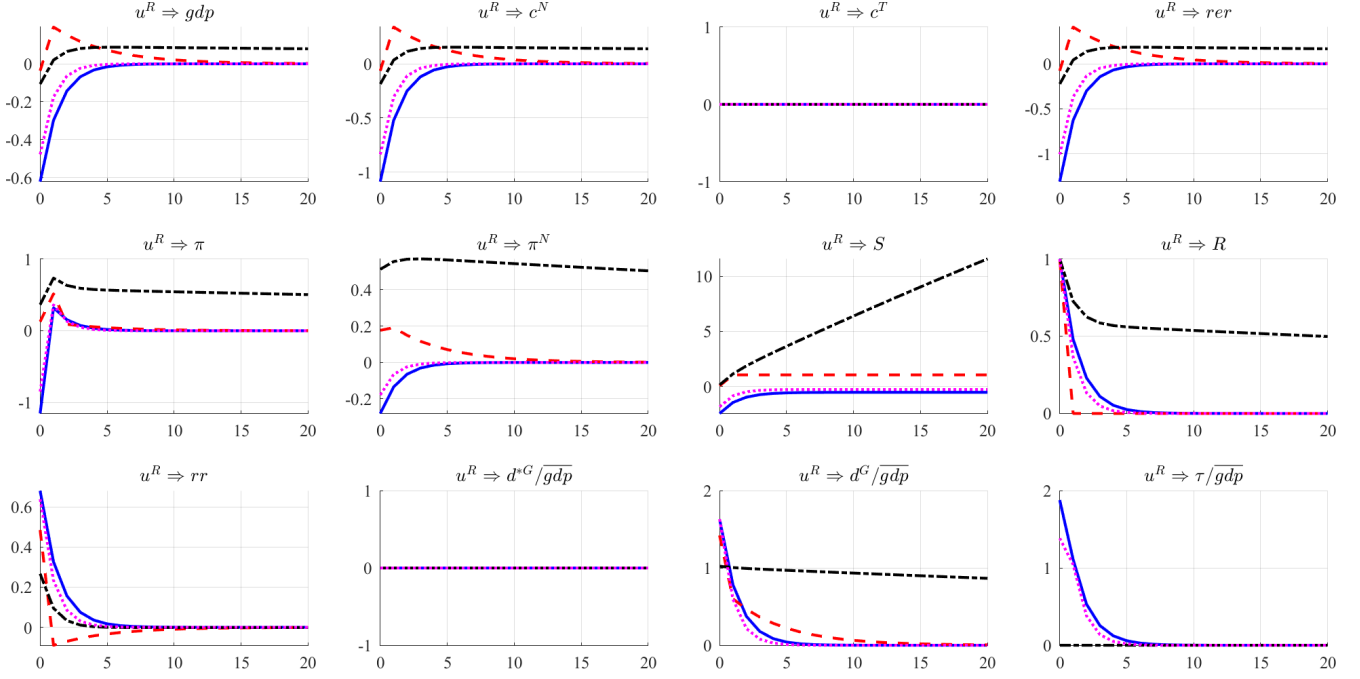 u^R ⇒ gdp
0
-0.2
-0.4
-0.6
0 5 10 15 20
u^R ⇒ c^N
0
-0.5
-1
0 5 10 15 20
u^R ⇒ c^T
1
0
-1
0 5 10 15 20
u^R ⇒ rer
0
-0.5
-1
0 5 10 15 20
u^R ⇒ π
1
0
-1
0 5 10 15 20
u^R ⇒ π^N
0.4
0.2
0
-0.2
0 5 10 15 20
u^R ⇒ S
10
5
0
0 5 10 15 20
u^R ⇒ R
1
0.5
0
0 5 10 15 20
u^R ⇒ rr
0.6
0.4
0.2
0
0 5 10 15 20
u^R ⇒ d^{*G}/\overline{gdp}
1
0
-1
0 5 10 15 20
u^R ⇒ d^G/\overline{gdp}
2
1
0
0 5 10 15 20
u^R ⇒ τ/\overline{gdp}
2
1
0
0 5 10 15 20